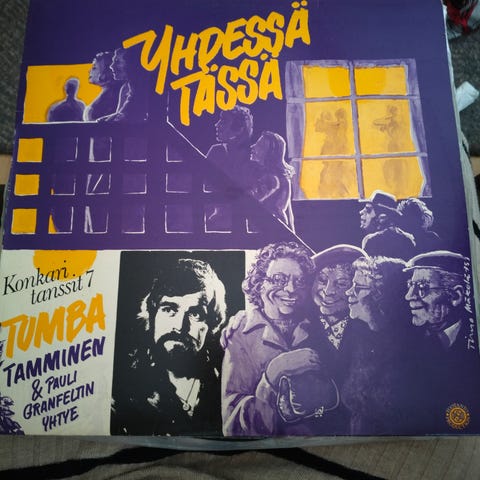 YHDESSÄ
TÄSSÄ
Konkari...
tanssit 7
TUMBA
TAMMINEN
& PAULI
GRANFELTIN
YHTYE